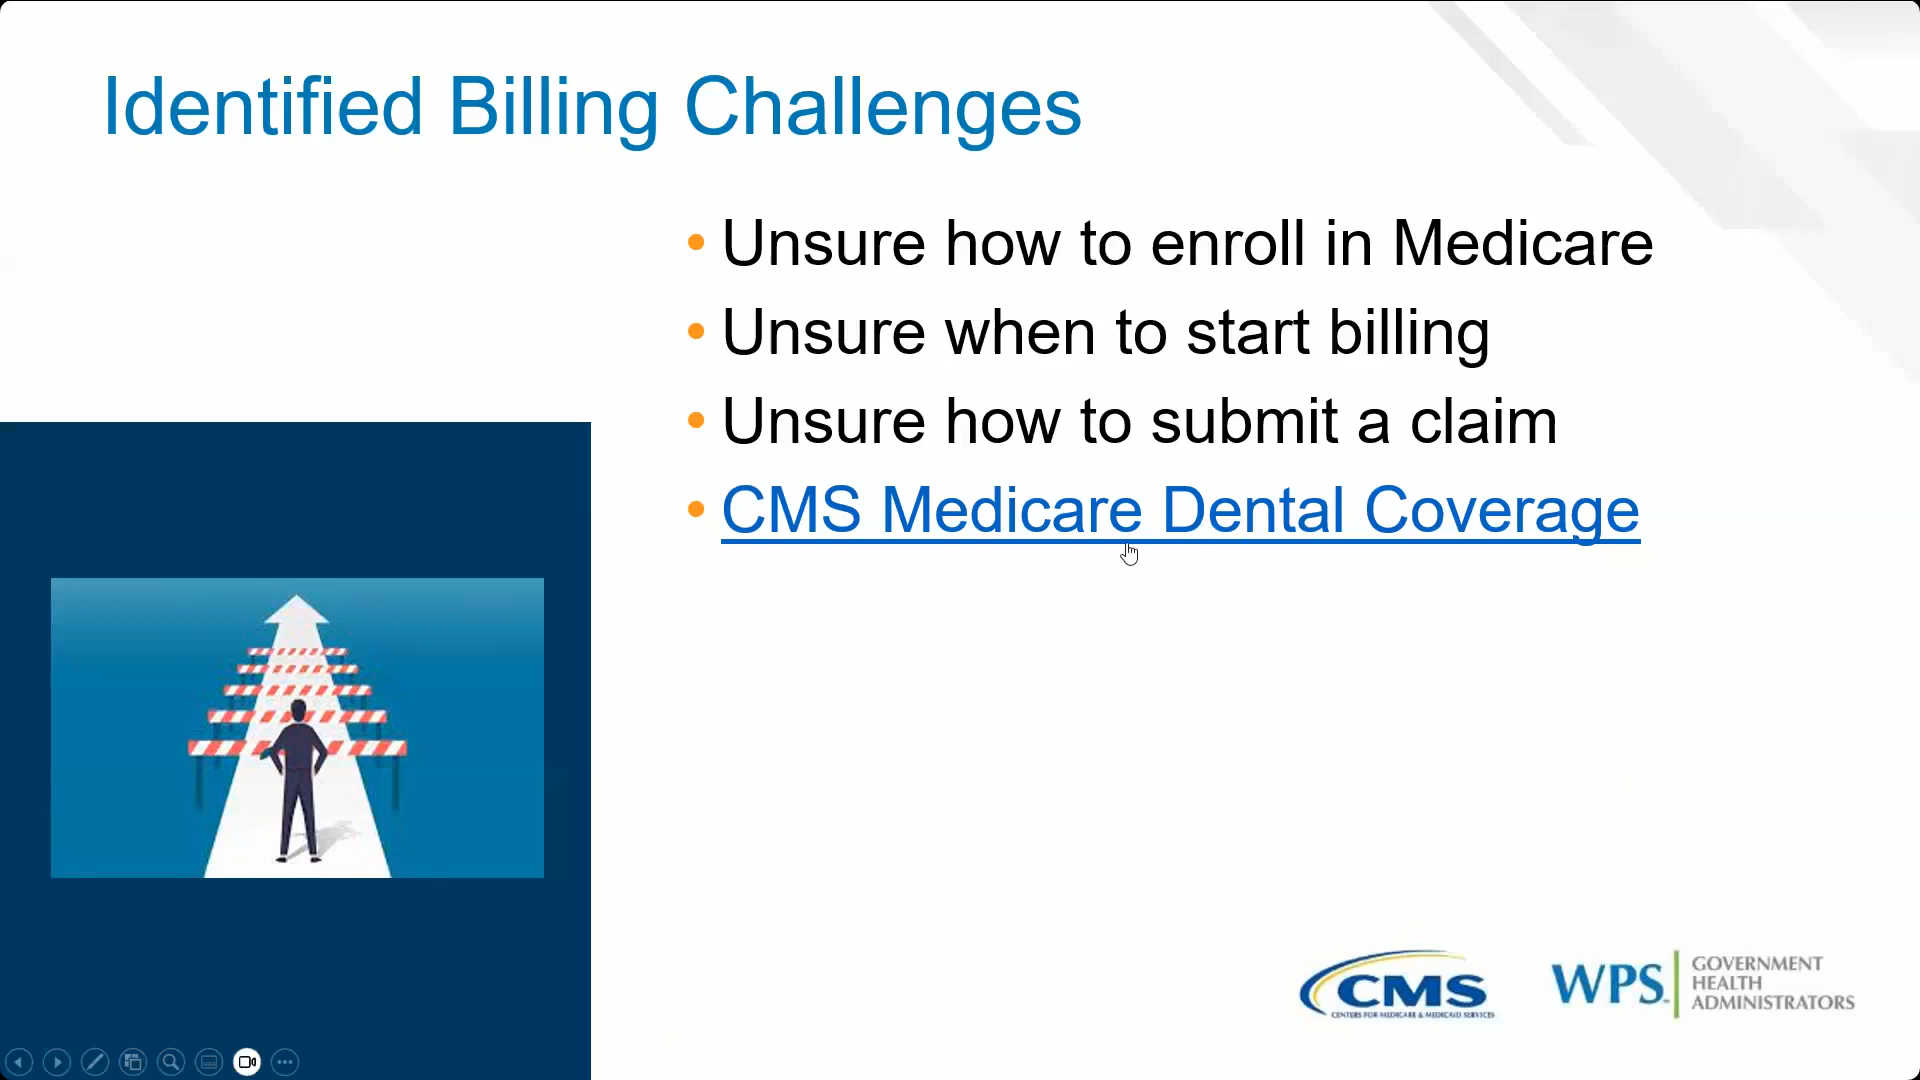 Identified Billing Challenges
• Unsure how to enroll in Medicare
• Unsure when to start billing
• Unsure how to submit a claim
• CMS Medicare Dental Coverage
CMS
CENTERS FOR MEDICARE & MEDICAID SERVICES
WPS
GOVERNMENT
HEALTH
ADMINISTRATORS